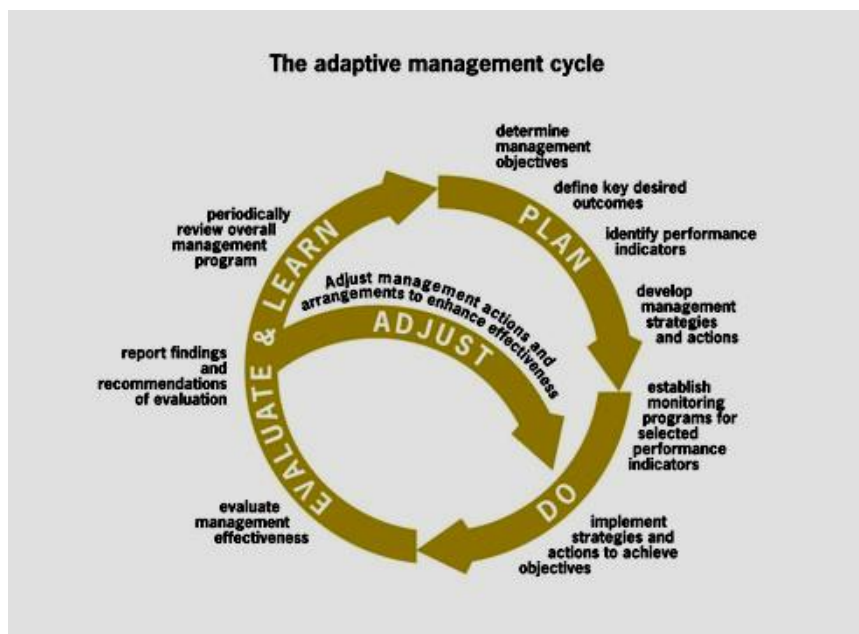 The adaptive management cycle
determine
management
objectives
define key desired
outcomes
PLAN
identify performance
indicators
develop
management
strategies
and actions
establish
monitoring
programs for
selected
performance
indicators
DO
implement
strategies and
actions to achieve
objectives
evaluate
management
effectiveness
EVALUATE & LEARN
report findings
and
recommendations
of evaluation
periodically
review overall
management
program
Adjust management actions and
arrangements to enhance effectiveness
ADJUST